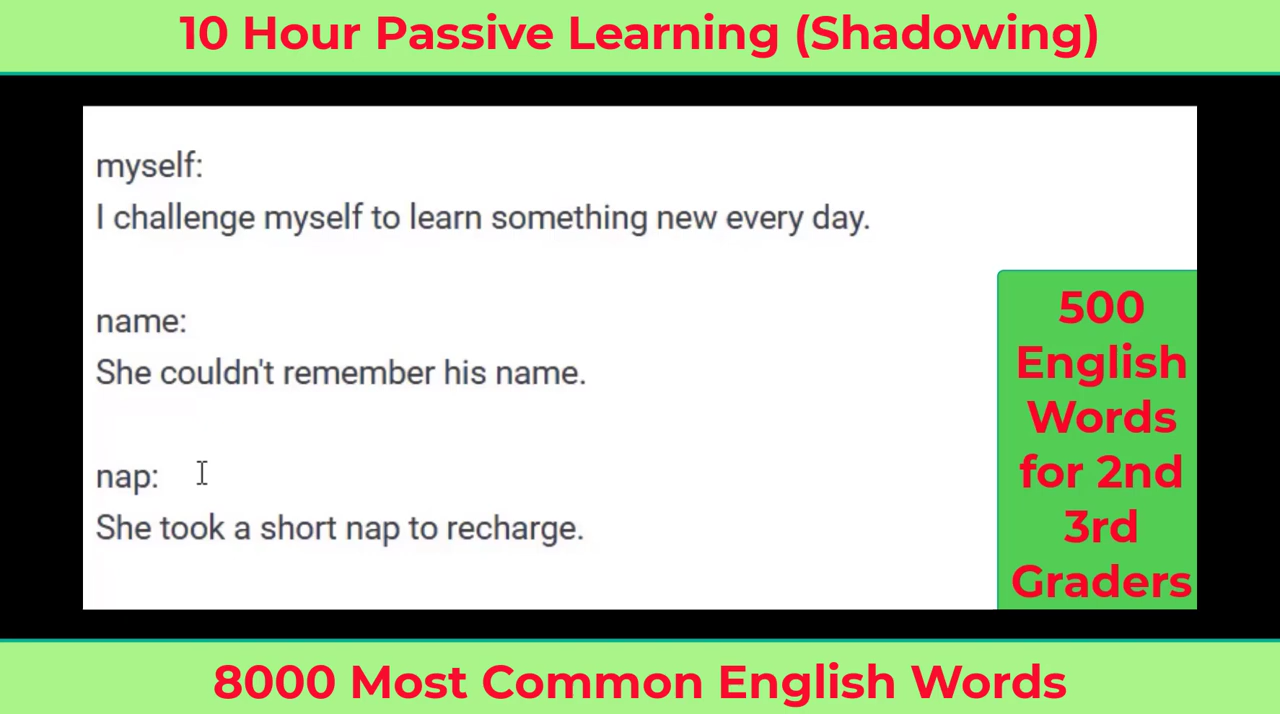 10 Hour Passive Learning (Shadowing)
myself:
I challenge myself to learn something new every day.
name:
She couldn't remember his name.
nap:
She took a short nap to recharge.
500
English
Words
for 2nd
3rd
Graders
8000 Most Common English Words